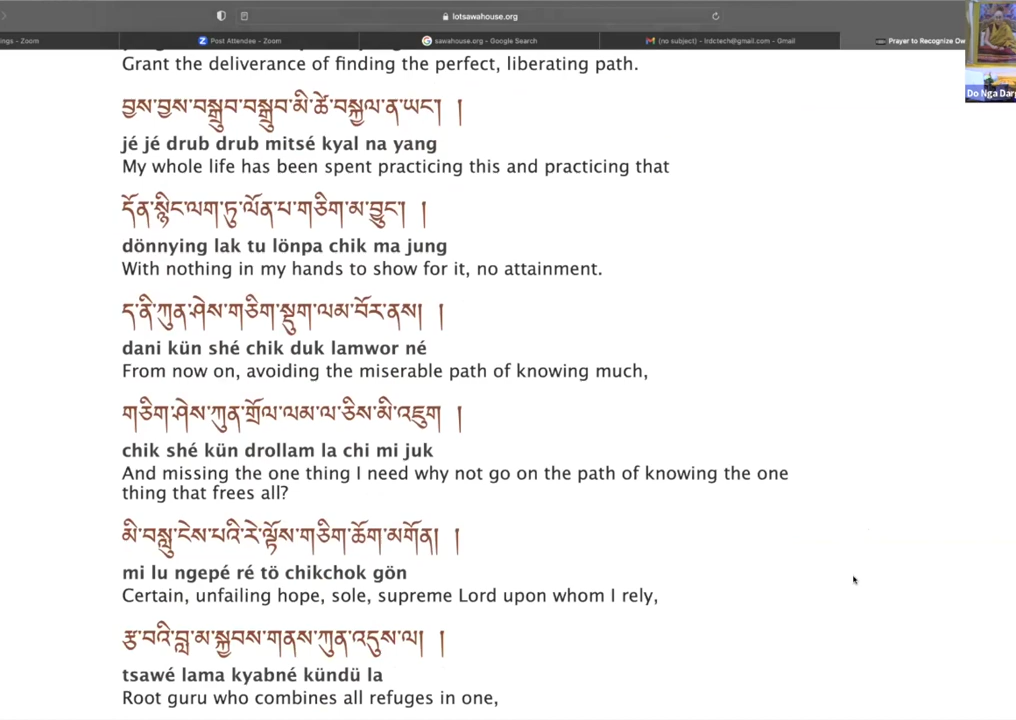 lotsawahouse.org
ngs - Zoom
Post Attendee - Zoom
sawahouse.org - Google Search
(no subject) - lrdctech@gmail.com - Gmail
Prayer to Recognize Ow
Do Nga Dar
Grant the deliverance of finding the perfect, liberating path.
བྱས་བྱས་བསྒྲུབ་བསྒྲུབ་མི་ཚེ་བསྐྱལ་ན་ཡང་། །
jé jé drub drub mitsé kyal na yang
My whole life has been spent practicing this and practicing that
དོན་སྙིང་ལག་ཏུ་ལོན་པ་གཅིག་མ་བྱུང་། །
dönnying lak tu lönpa chik ma jung
With nothing in my hands to show for it, no attainment.
ད་ནི་ཀུན་ཤེས་གཅིག་སྡུག་ལམ་བོར་ནས། །
dani kün shé chik duk lamwor né
From now on, avoiding the miserable path of knowing much,
གཅིག་ཤེས་ཀུན་གྲོལ་ལམ་ལ་ཅིས་མི་འཇུག །
chik shé kün drollam la chi mi juk
And missing the one thing I need why not go on the path of knowing the one
thing that frees all?
མི་བསླུ་ངེས་པའི་རེ་ལྟོས་གཅིག་ཆོག་མགོན། །
mi lu ngepé ré tö chikchok gön
Certain, unfailing hope, sole, supreme Lord upon whom I rely,
རྩ་བའི་བླ་མ་སྐྱབས་གནས་ཀུན་འདུས་ལ། །
tsawé lama kyabné kündü la
Root guru who combines all refuges in one,